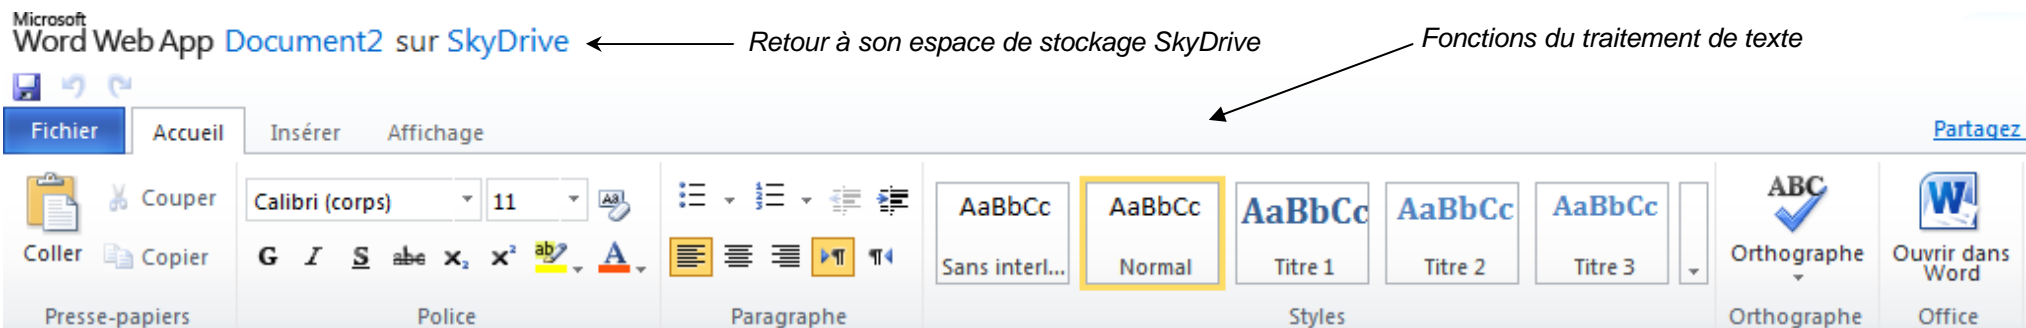 Microsoft
Word Web App Document2 sur SkyDrive
Retour à son espace de stockage SkyDrive
Fonctions du traitement de texte
Fichier Accueil Insérer Affichage
Partagez
Coller
Couper
Copier
Presse-papiers
Calibri (corps) 11
G I S abc x₂ x² ab A
Police
Paragraphe
AaBbCc AaBbCc AaBbCc AaBbCc AaBbCc
Sans interl... Normal Titre 1 Titre 2 Titre 3
Styles
ABC
Orthographe
Orthographe
W
Ouvrir dans
Word
Office